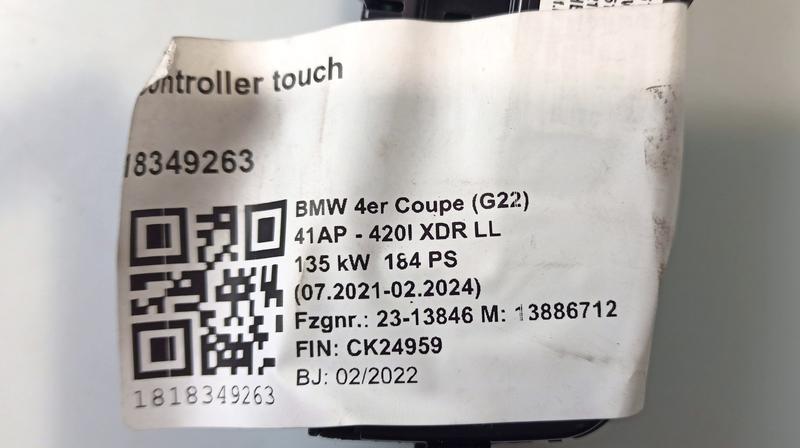 controller touch
18349263
BMW 4er Coupe (G22)
41AP - 420I XDR LL
135 kW 184 PS
(07.2021-02.2024)
Fzgnr.: 23-13846 M: 13886712
FIN: CK24959
BJ: 02/2022
1818349263